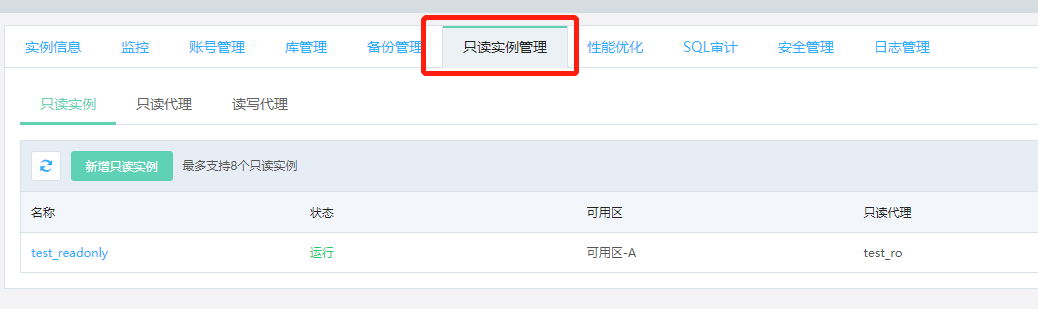 实例信息 监控 账号管理 库管理 备份管理 只读实例管理 性能优化 SQL审计 安全管理 日志管理
只读实例 只读代理 读写代理
新增只读实例 最多支持8个只读实例
名称 状态 可用区 只读代理
test_readonly 运行 可用区-A test_ro